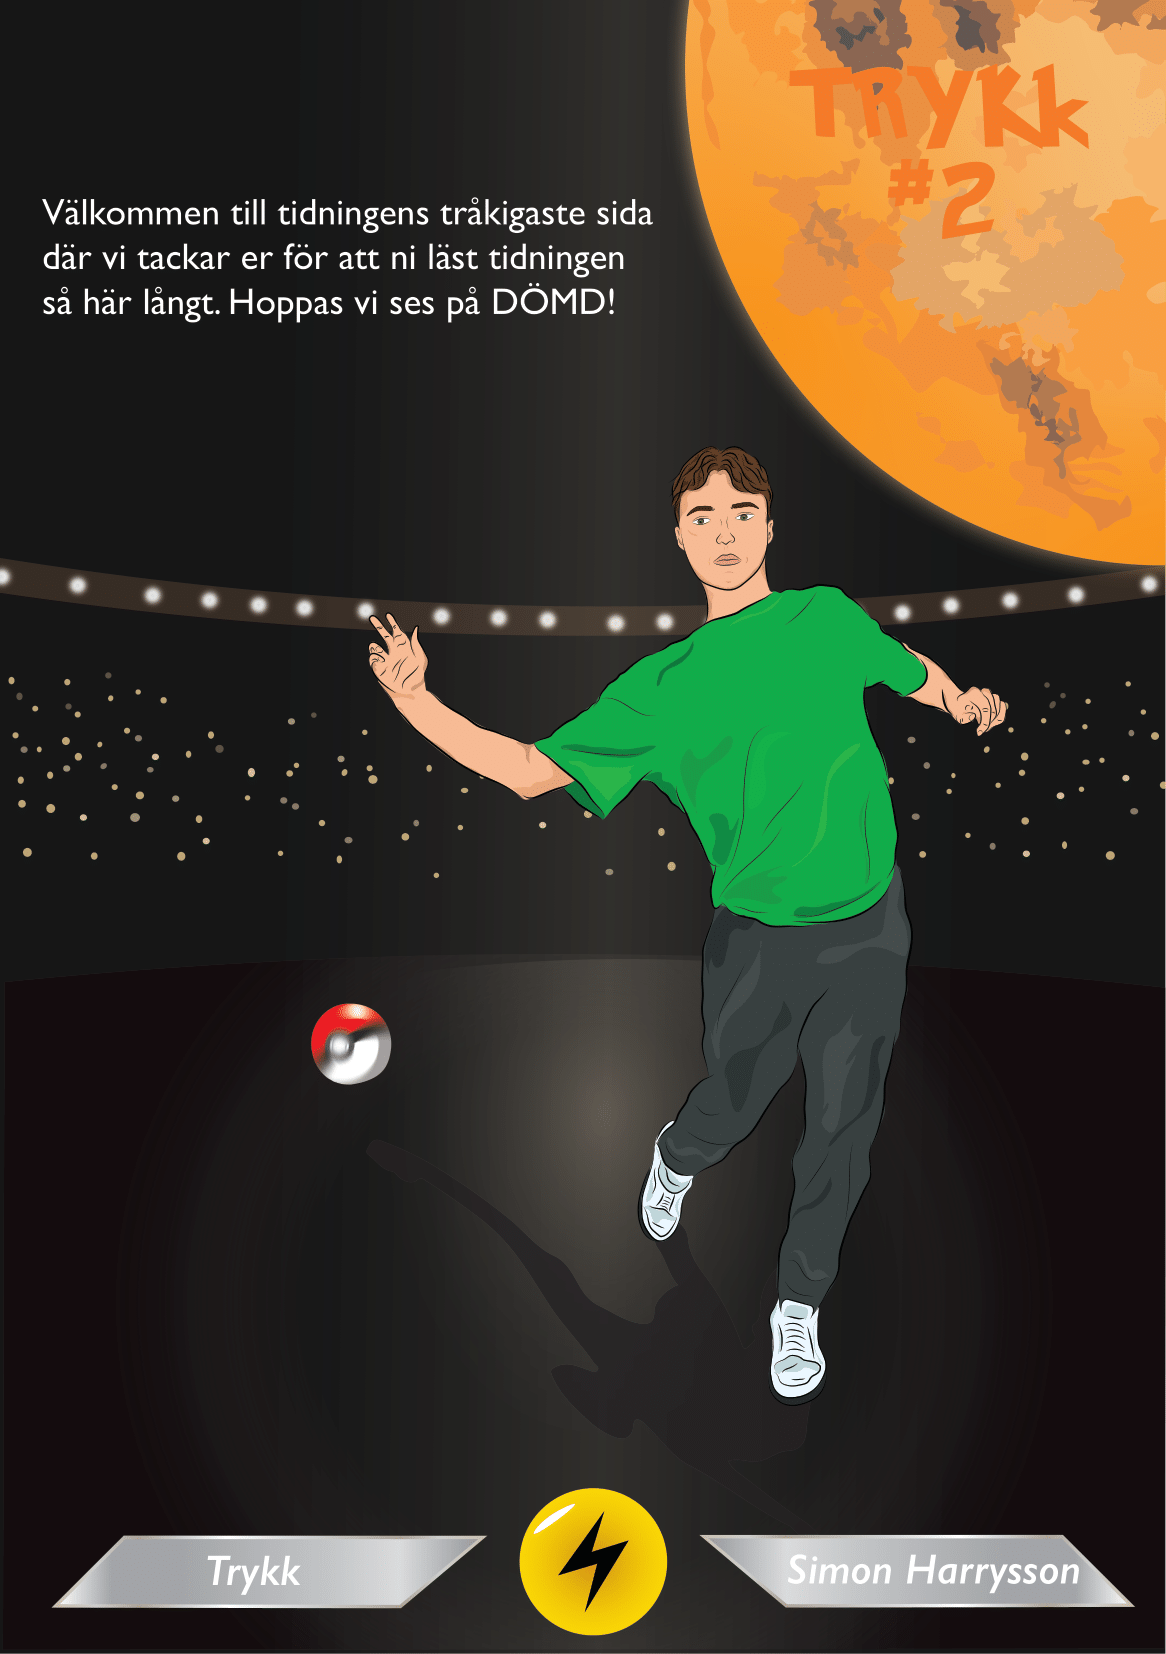 TRYKk
#2
Välkommen till tidningens tråkigaste sida
där vi tackar er för att ni läst tidningen
så här långt. Hoppas vi ses på DÖMD!
Trykk
Simon Harrysson